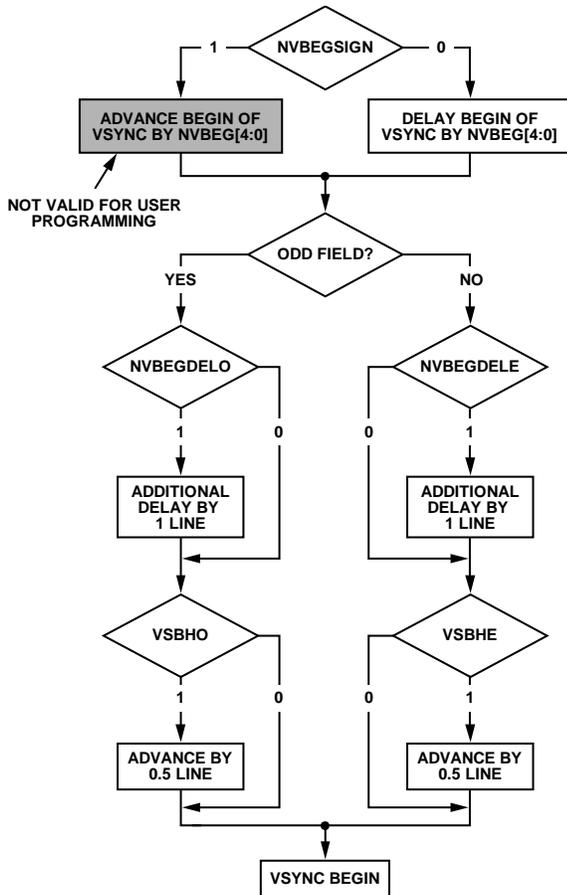 NVBEGSIGN
1
0
ADVANCE BEGIN OF
VSYNC BY NVBEG[4:0]
DELAY BEGIN OF
VSYNC BY NVBEG[4:0]
NOT VALID FOR USER
PROGRAMMING
ODD FIELD?
YES
NO
NVBEGDELO
NVBEGDELE
1
0
0
1
ADDITIONAL
DELAY BY
1 LINE
ADDITIONAL
DELAY BY
1 LINE
VSBHO
VSBHE
1
0
0
1
ADVANCE BY
0.5 LINE
ADVANCE BY
0.5 LINE
VSYNC BEGIN